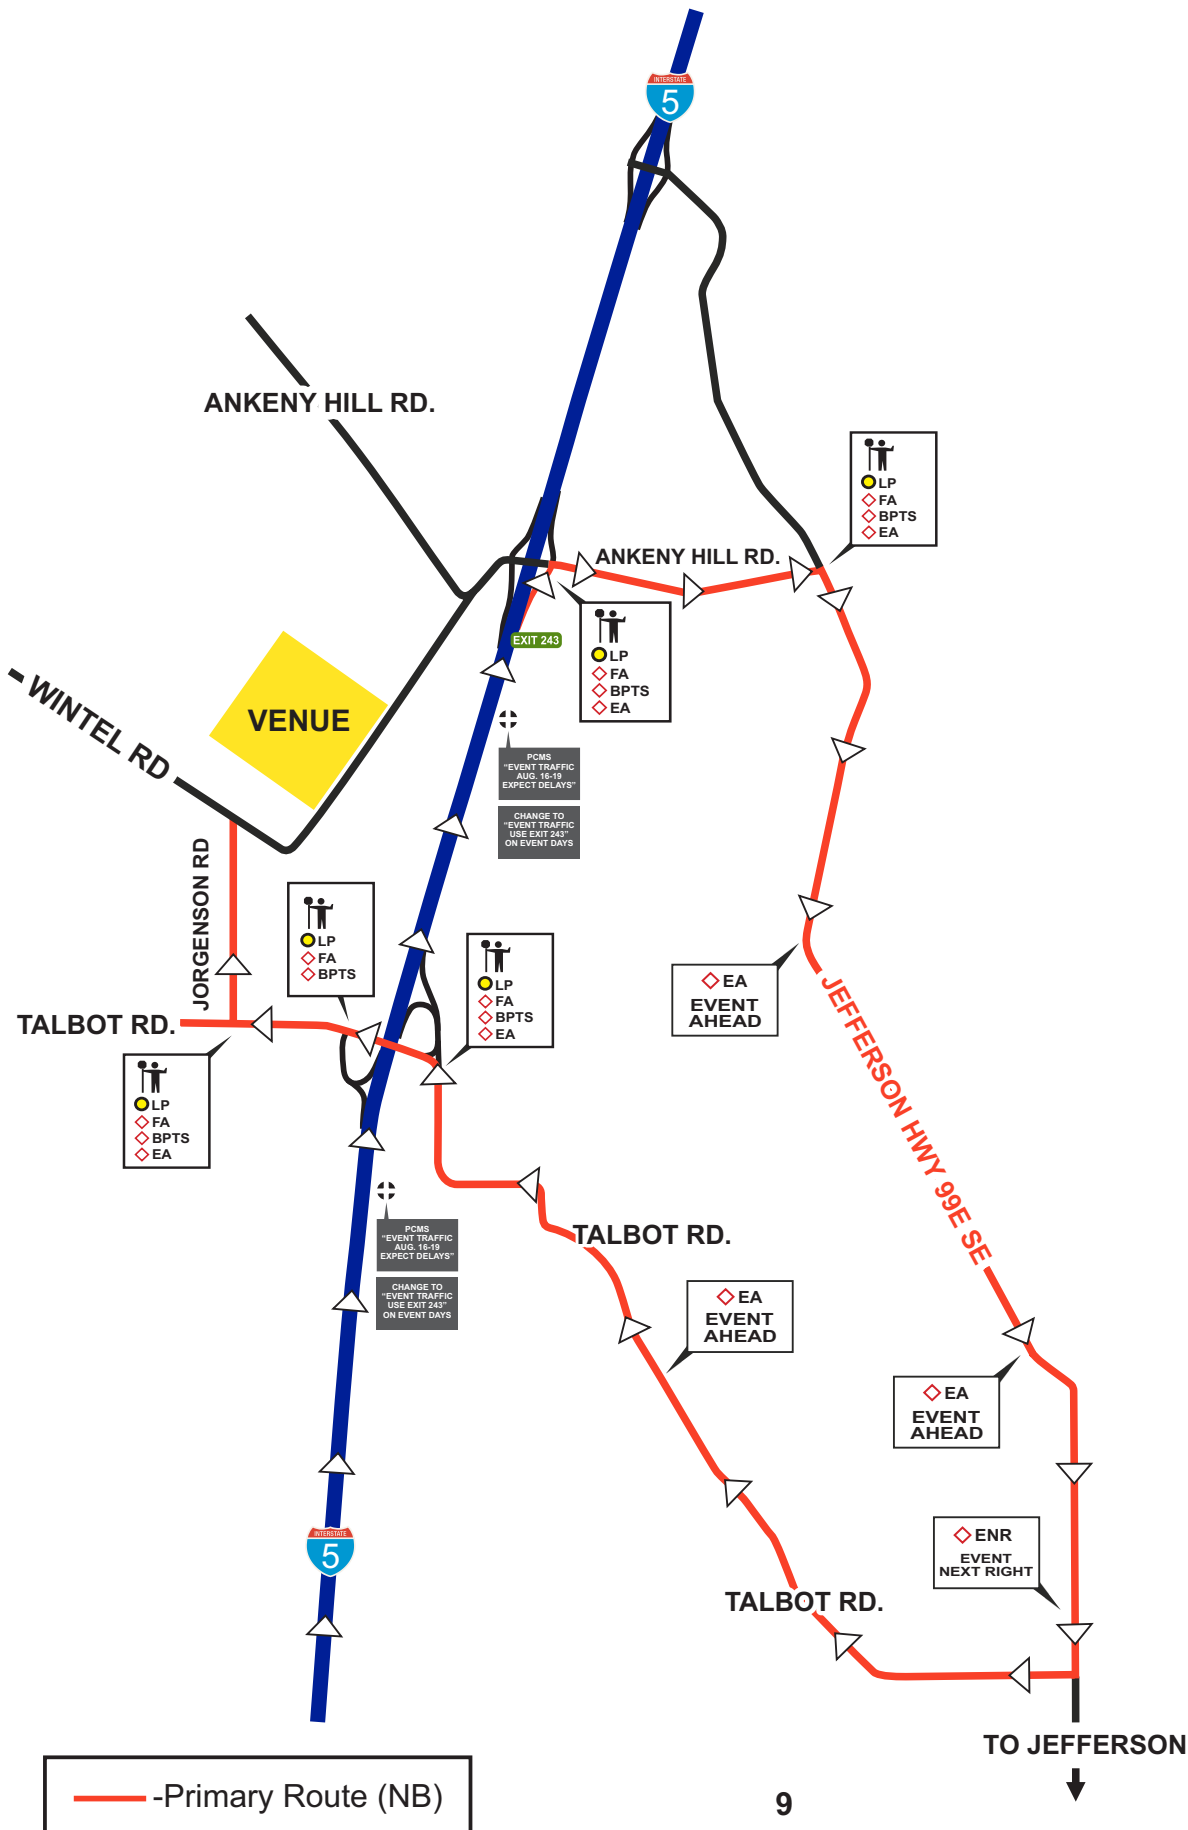 INTERSTATE
5
ANKENY HILL RD.
LP
FA
BPTS
EA
ANKENY HILL RD.
EXIT 243
LP
FA
BPTS
EA
WINTEL RD
VENUE
PCMS
“EVENT TRAFFIC
AUG. 16-19
EXPECT DELAYS”
CHANGE TO
“EVENT TRAFFIC
USE EXIT 243”
ON EVENT DAYS
JORGENSON RD
LP
FA
BPTS
LP
FA
BPTS
EA
EA
EVENT
AHEAD
JEFFERSON HWY 99E SE
TALBOT RD.
LP
FA
BPTS
EA
PCMS
“EVENT TRAFFIC
AUG. 16-19
EXPECT DELAYS”
CHANGE TO
“EVENT TRAFFIC
USE EXIT 243”
ON EVENT DAYS
TALBOT RD.
EA
EVENT
AHEAD
EA
EVENT
AHEAD
INTERSTATE
5
ENR
EVENT
NEXT RIGHT
TALBOT RD.
TO JEFFERSON
-Primary Route (NB)
9